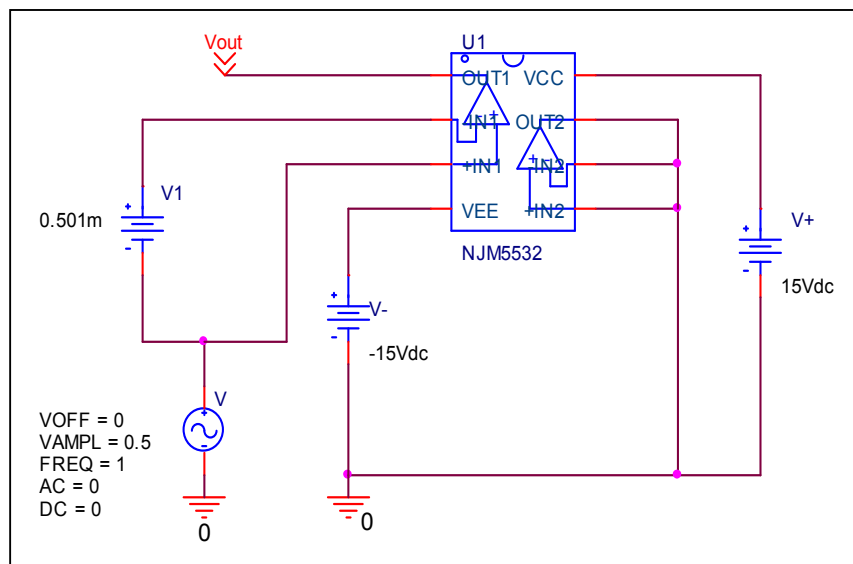 Vout
U1
OUT1
VCC
-IN1
OUT2
+IN1
-IN2
VEE
+IN2
NJM5532
V1
0.501m
V+
15Vdc
V-
-15Vdc
V
VOFF = 0
VAMPL = 0.5
FREQ = 1
AC = 0
DC = 0
0
0